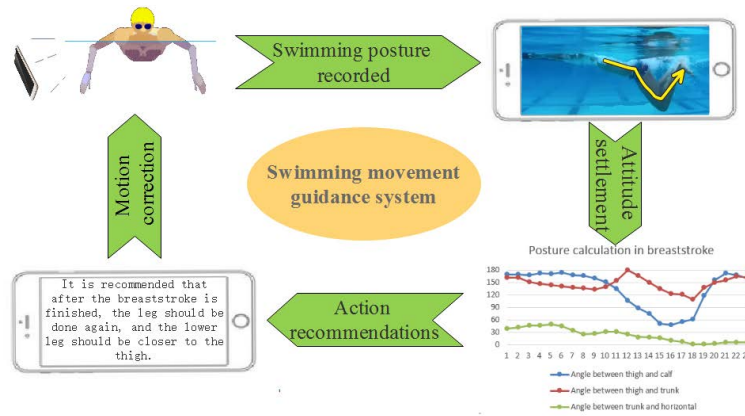 Swimming posture
recorded
Attitude
settlement
Motion
correction
Swimming movement
guidance system
Posture calculation in breaststroke
180
150
120
90
60
30
0
1 2 3 4 5 6 7 8 9 10 11 12 13 14 15 16 17 18 19 20 21 22
Angle between thigh and calf
Angle between thigh and trunk
Angle between trunk and horizontal
Action
recommendations
It is recommended that
after the breaststroke is
finished, the leg should be
done again, and the lower
leg should be closer to the
thigh.